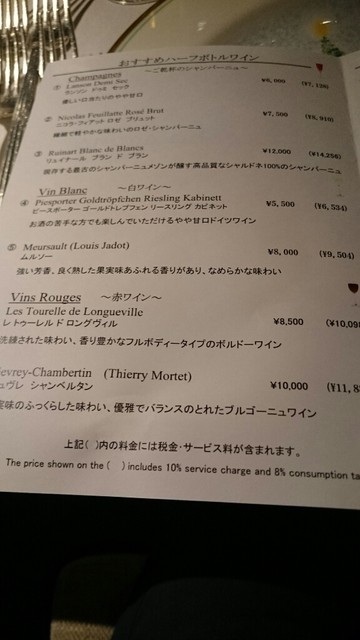 おすすめハーフボトルワイン
Champagnes ～ご乾杯のシャンパーニュ～
① Lanson Demi Sec ¥6,000 (¥7,128)
ランソン ドゥミ セック
優しい口当たりのやや甘口
② Nicolas Feuillatte Rosé Brut ¥7,500 (¥8,910)
ニコラ・フィアット ロゼ ブリュット
繊細で軽やかな味わいのロゼ・シャンパーニュ
③ Ruinart Blanc de Blancs ¥12,000 (¥14,256)
リュイナール ブラン ド ブラン
現存する最古のシャンパーニュメゾンが醸す高品質なシャルドネ100%のシャンパーニュ
Vin Blanc ～白ワイン～
④ Piesporter Goldtröpfchen Riesling Kabinett ¥5,500 (¥6,534)
ピースポーター ゴールドトレプフェン リースリング カビネット
お酒の苦手な方でも楽しんでいただけるやや甘口ドイツワイン
⑤ Meursault (Louis Jadot) ¥8,000 (¥9,504)
ムルソー
強い芳香、良く熟した果実味あふれる香りがあり、なめらかな味わい
Vins Rouges ～赤ワイン～
Les Tourelle de Longueville ¥8,500 (¥10,09
レ トゥーレル ド ロングヴィル
洗練された味わい、香り豊かなフルボディータイプのボルドーワイン
evrey-Chambertin (Thierry Mortet) ¥10,000 (¥11,8
ュヴレ シャンベルタン
実味のふっくらした味わい、優雅でバランスのとれたブルゴーニュワイン
上記( )内の料金には税金・サービス料が含まれます。
The price shown on the ( ) includes 10% service charge and 8% consumption ta